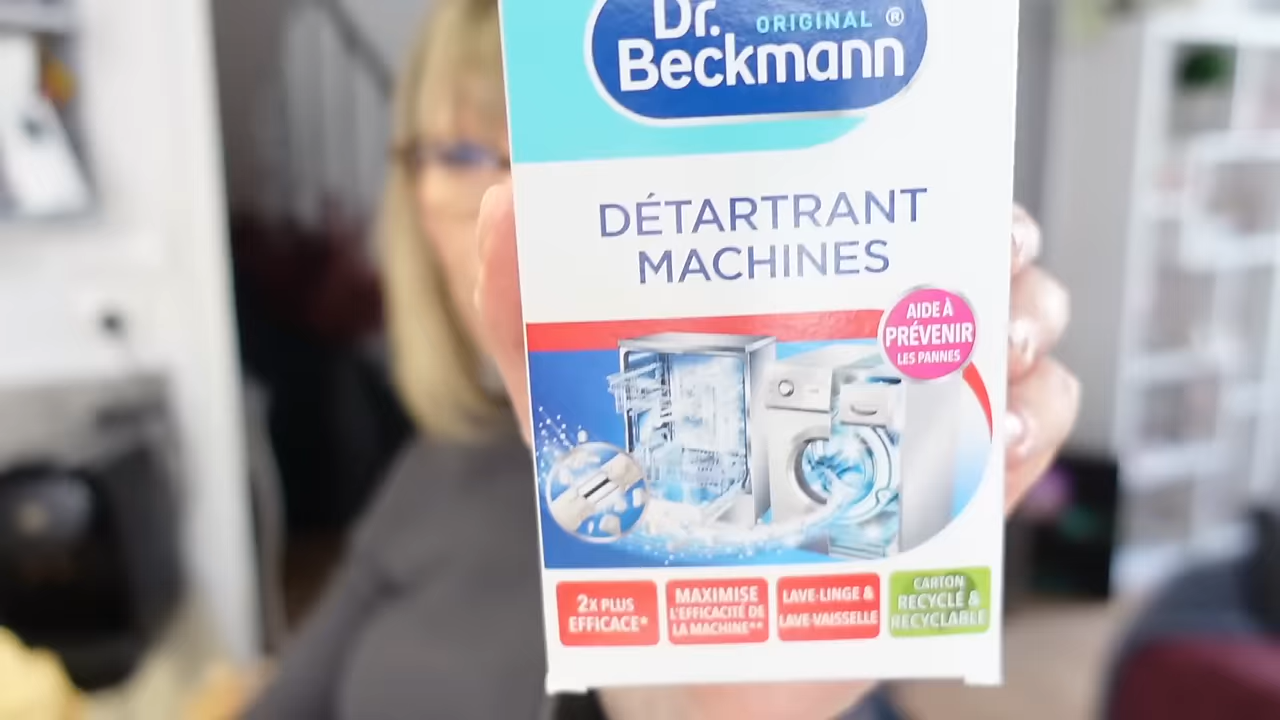 Dr.
ORIGINAL ®
Beckmann
DÉTARTRANT
MACHINES
AIDE À
PRÉVENIR
LES PANNES
2X PLUS
EFFICACE*
MAXIMISE
L'EFFICACITÉ DE
LA MACHINE**
LAVE-LINGE &
LAVE-VAISSELLE
CARTON
RECYCLÉ &
RECYCLABLE